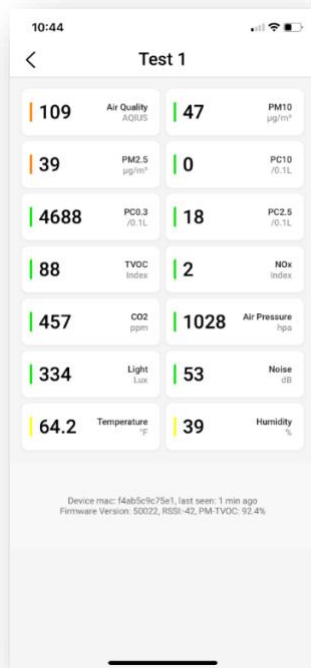 10:44
Test 1
109 Air Quality AQIUS
47 PM10 µg/m³
39 PM2.5 µg/m³
0 PC10 /0.1L
4688 PC0.3 /0.1L
18 PC2.5 /0.1L
88 TVOC Index
2 NOx Index
457 CO2 ppm
1028 Air Pressure hpa
334 Light Lux
53 Noise dB
64.2 Temperature °F
39 Humidity %
Device mac: f4ab5c9c75e1, last seen: 1 min ago
Firmware Version: 50022, RSSI:-42, PM-TVOC: 92.4%